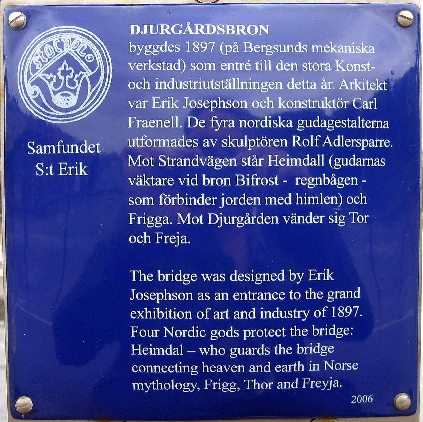 STOCHOLM
Samfundet
S:t Erik
DJURGÅRDSBRON
byggdes 1897 (på Bergsunds mekaniska
verkstad) som entré till den stora Konst-
och industriutställningen detta år. Arkitekt
var Erik Josephson och konstruktör Carl
Fraenell. De fyra nordiska gudagestalterna
utformades av skulptören Rolf Adlersparre.
Mot Strandvägen står Heimdall (gudarnas
väktare vid bron Bifrost - regnbågen -
som förbinder jorden med himlen) och
Frigga. Mot Djurgården vänder sig Tor
och Freja.
The bridge was designed by Erik
Josephson as an entrance to the grand
exhibition of art and industry of 1897.
Four Nordic gods protect the bridge:
Heimdal – who guards the bridge
connecting heaven and earth in Norse
mythology, Frigg, Thor and Freyja.
2006